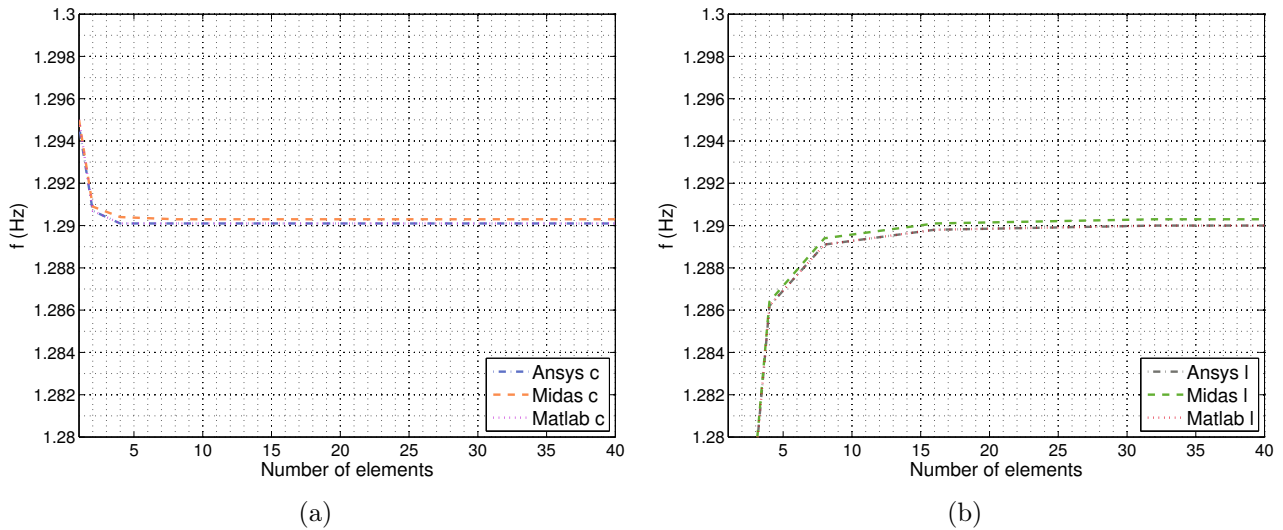 1.3
1.298
1.296
1.294
1.292
1.29
1.288
1.286
1.284
1.282
1.28
f (Hz)
5 10 15 20 25 30 35 40
Number of elements
Ansys c
Midas c
Matlab c
(a)
1.3
1.298
1.296
1.294
1.292
1.29
1.288
1.286
1.284
1.282
1.28
f (Hz)
5 10 15 20 25 30 35 40
Number of elements
Ansys l
Midas l
Matlab l
(b)